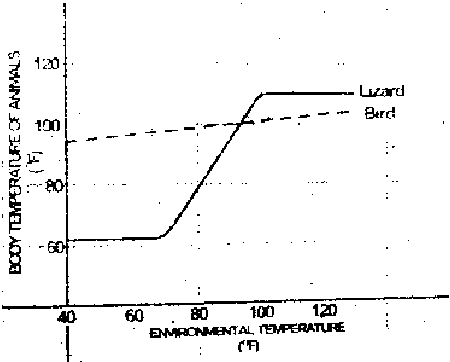 BODY TEMPERATURE OF ANIMALS
(°F)
120
100
80
60
Lizard
Bird
40
60
80
100
120
ENVIRONMENTAL TEMPERATURE
(°F)